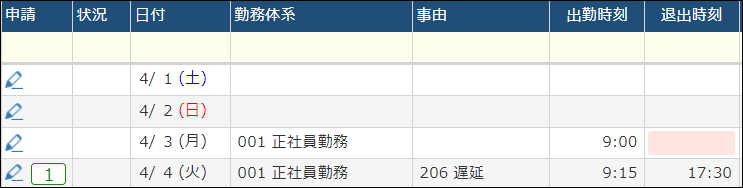 申請 状況 日付 勤務体系 事由 出勤時刻 退出時刻
4/ 1 (土)
4/ 2 (日)
4/ 3 (月) 001 正社員勤務 9:00
1 4/ 4 (火) 001 正社員勤務 206 遅延 9:15 17:30